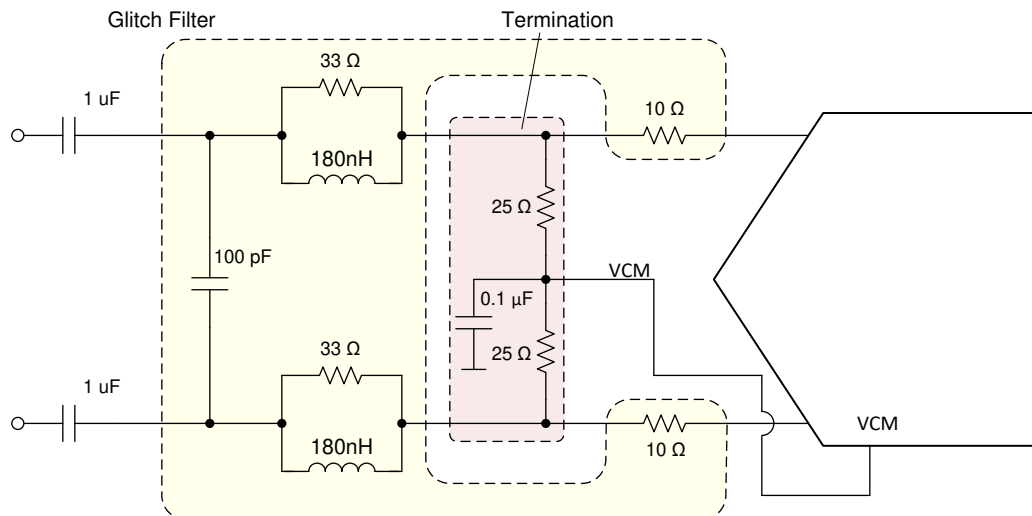 Glitch Filter
Termination
33 Ω
1 uF
10 Ω
180nH
25 Ω
100 pF
VCM
0.1 µF
33 Ω
25 Ω
1 uF
VCM
10 Ω
180nH